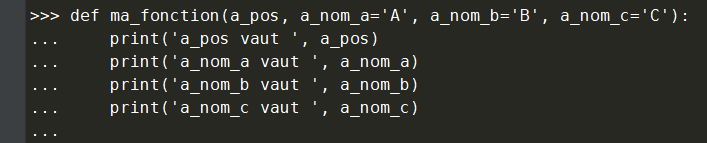 >>> def ma_fonction(a_pos, a_nom_a='A', a_nom_b='B', a_nom_c='C'):
...     print('a_pos vaut ', a_pos)
...     print('a_nom_a vaut ', a_nom_a)
...     print('a_nom_b vaut ', a_nom_b)
...     print('a_nom_c vaut ', a_nom_c)
...